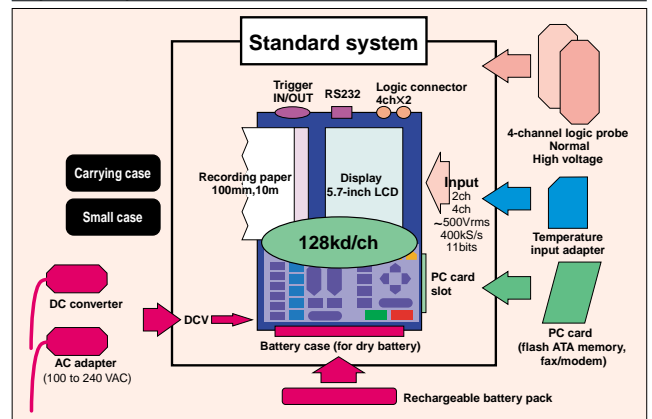 Standard system
Trigger
IN/OUT
RS232
Logic connector
4ch×2
4-channel logic probe
Normal
High voltage
Carrying case
Small case
Recording paper
100mm,10m
Display
5.7-inch LCD
Input
2ch
4ch
~500Vrms
400kS/s
11bits
128kd/ch
Temperature
input adapter
PC card
slot
DC converter
DCV
AC adapter
(100 to 240 VAC)
Battery case (for dry battery)
PC card
(flash ATA memory,
fax/modem)
Rechargeable battery pack